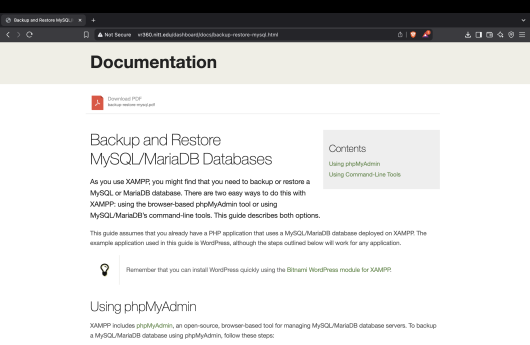 Backup and Restore MySQL/
Not Secure vr360.nitt.edu/dashboard/docs/backup-restore-mysql.html
Documentation
Download PDF
backup-restore-mysql.pdf
Backup and Restore
MySQL/MariaDB Databases
Contents
Using phpMyAdmin
Using Command-Line Tools
As you use XAMPP, you might find that you need to backup or restore a
MySQL or MariaDB database. There are two easy ways to do this with
XAMPP: using the browser-based phpMyAdmin tool or using
MySQL/MariaDB's command-line tools. This guide describes both options.
This guide assumes that you already have a PHP application that uses a MySQL/MariaDB database deployed on XAMPP. The
example application used in this guide is WordPress, although the steps outlined below will work for any application.
Remember that you can install WordPress quickly using the Bitnami WordPress module for XAMPP.
Using phpMyAdmin
XAMPP includes phpMyAdmin, an open-source, browser-based tool for managing MySQL/MariaDB database servers. To backup
a MySQL/MariaDB database using phpMyAdmin, follow these steps: